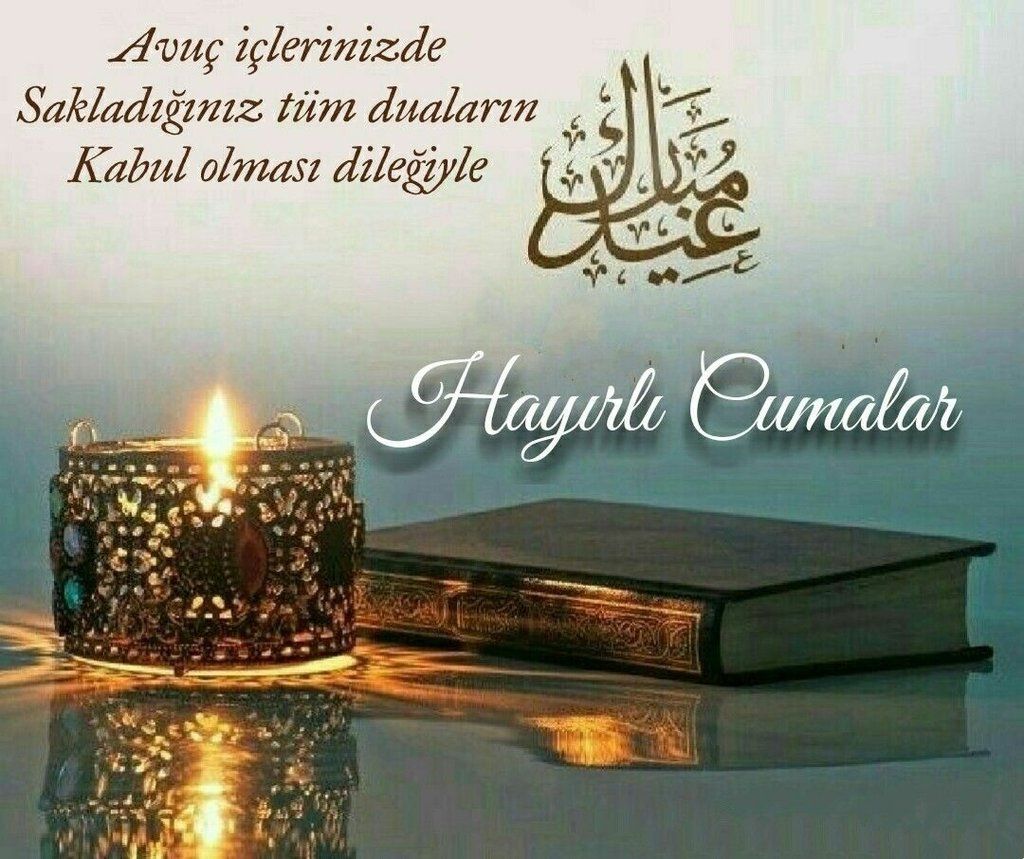 Avuç içlerinizde
Sakladığınız tüm duaların
Kabul olması dileğiyle
عيد مبارك
Hayırlı Cumalar